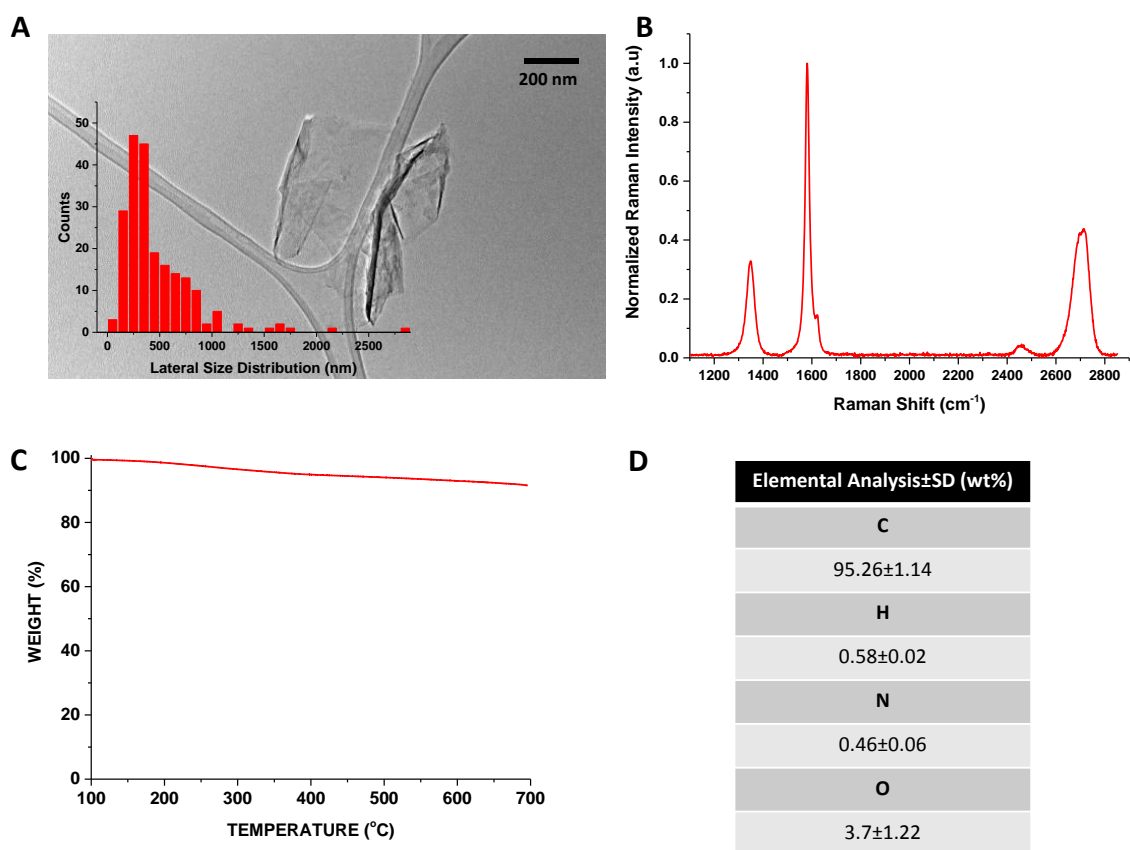 A
200 nm
50
40
30
20
10
0
Counts
0 500 1000 1500 2000 2500
Lateral Size Distribution (nm)
B
1.0
0.8
0.6
0.4
0.2
0.0
Normalized Raman Intensity (a.u)
1200 1400 1600 1800 2000 2200 2400 2600 2800
Raman Shift (cm⁻¹)
C
100
80
60
40
20
0
WEIGHT (%)
100 200 300 400 500 600 700
TEMPERATURE (°C)
D
Elemental Analysis±SD (wt%)
C
95.26±1.14
H
0.58±0.02
N
0.46±0.06
O
3.7±1.22